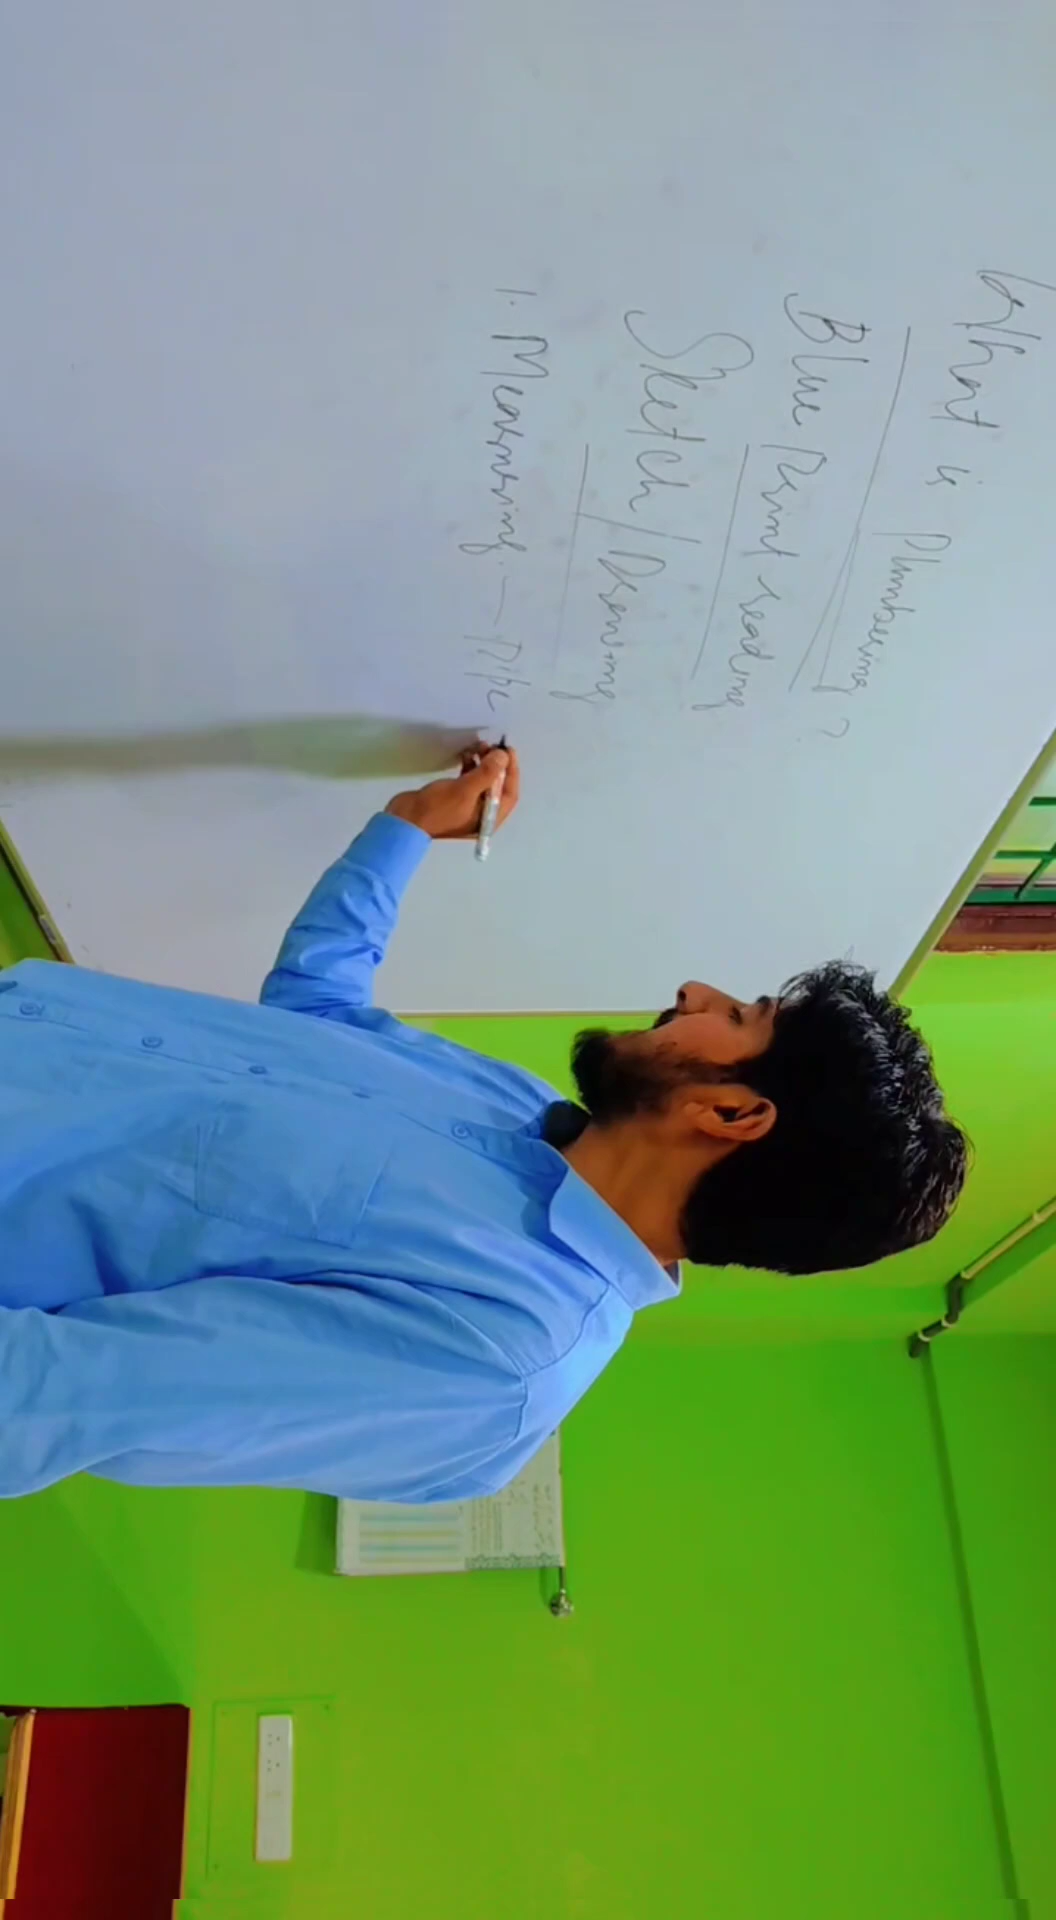 What is Plumbering?
Blue Print reading
Sketch/Drawing
1. Measuring - Pipe